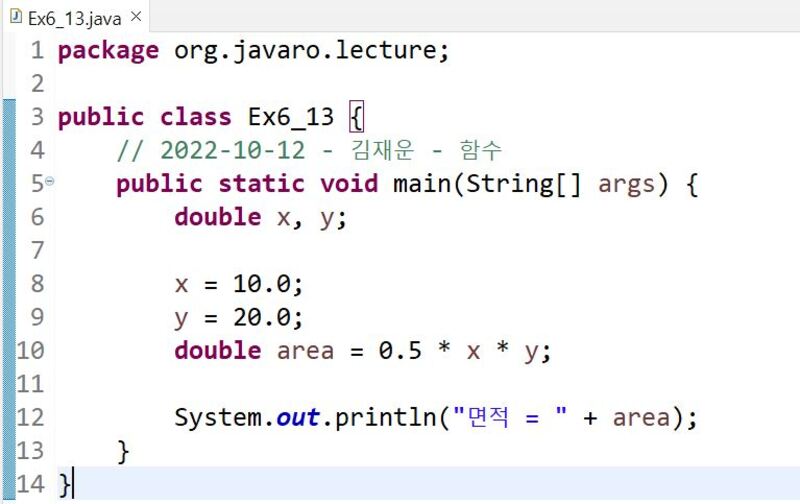 Ex6_13.java
1 package org.javaro.lecture;
2
3 public class Ex6_13 {
4 // 2022-10-12 - 김재운 - 함수
5 public static void main(String[] args) {
6 double x, y;
7
8 x = 10.0;
9 y = 20.0;
10 double area = 0.5 * x * y;
11
12 System.out.println("면적 = " + area);
13 }
14 }